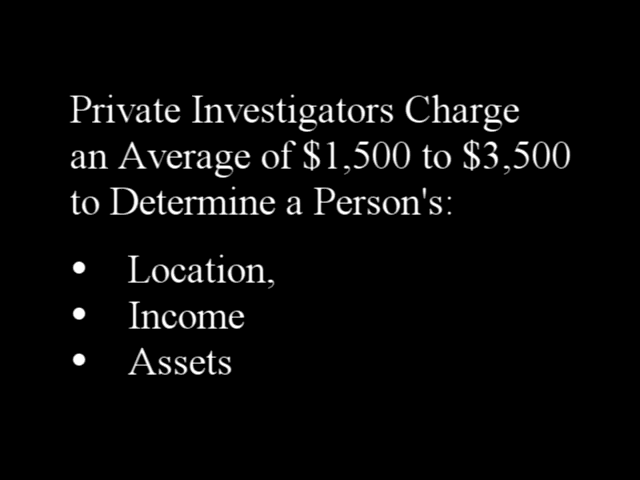 Private Investigators Charge
an Average of $1,500 to $3,500
to Determine a Person's:
• Location,
• Income
• Assets